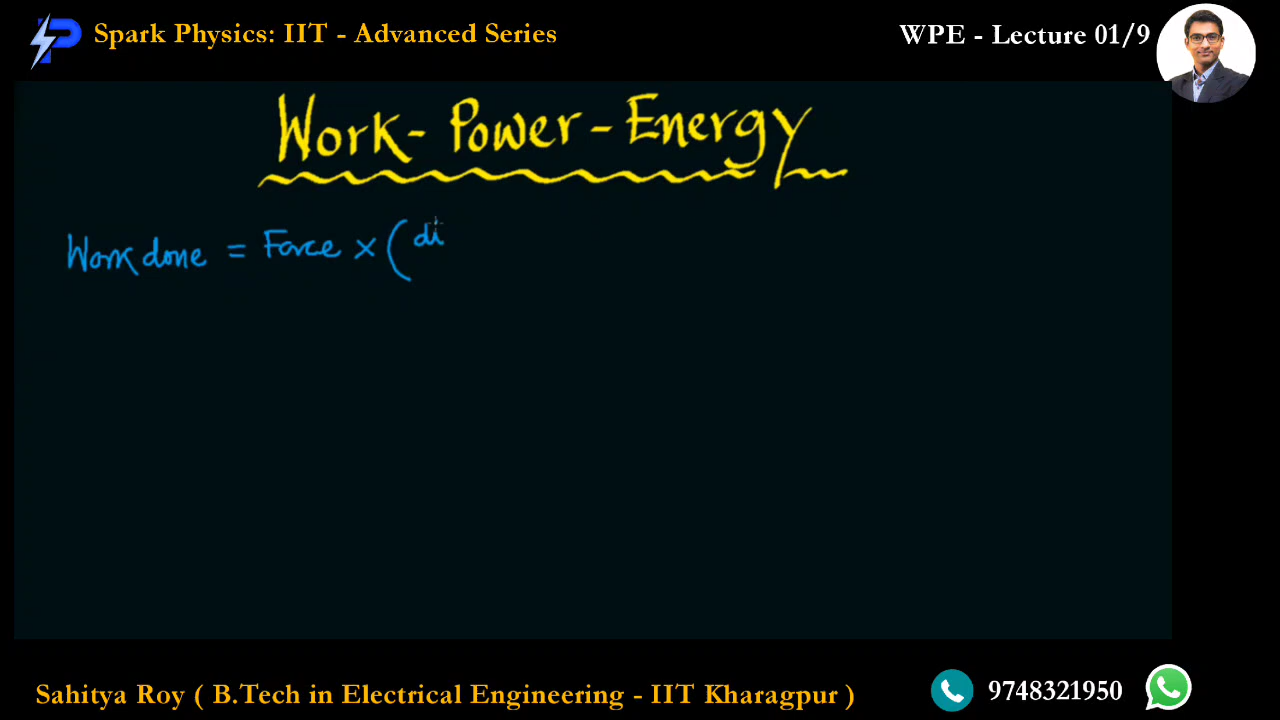 Spark Physics: IIT - Advanced Series
WPE - Lecture 01/9
Work - Power - Energy
Work done = Force × ( di
Sahitya Roy ( B.Tech in Electrical Engineering - IIT Kharagpur )
9748321950